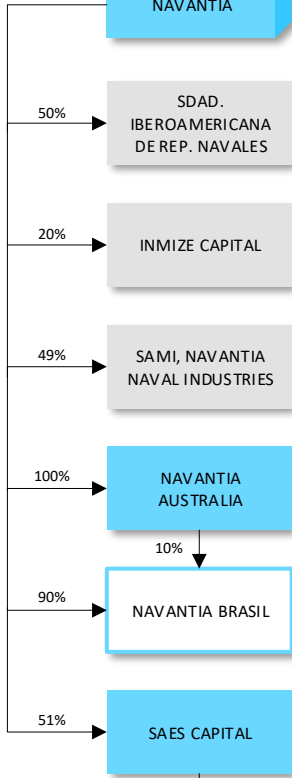 NAVANTIA
50%
SDAD.
IBEROAMERICANA
DE REP. NAVALES
20%
INMIZE CAPITAL
49%
SAMI, NAVANTIA
NAVAL INDUSTRIES
100%
NAVANTIA
AUSTRALIA
10%
90%
NAVANTIA BRASIL
51%
SAES CAPITAL